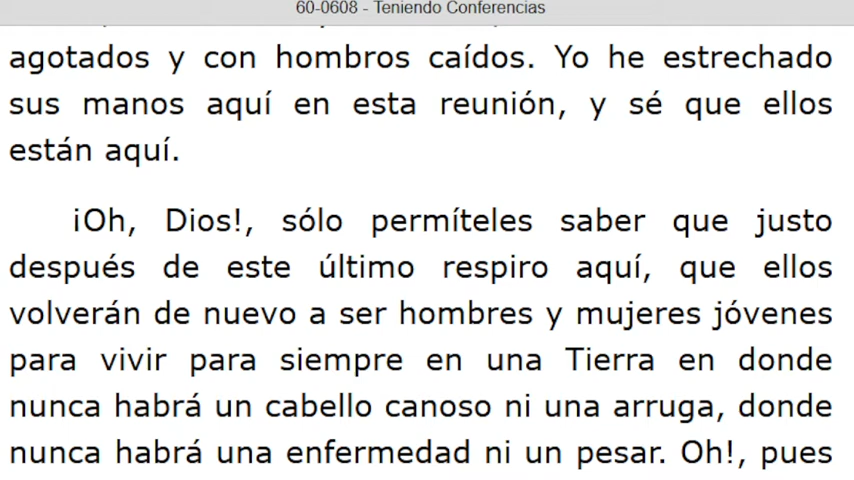 60-0608 - Teniendo Conferencias
agotados y con hombros caídos. Yo he estrechado
sus manos aquí en esta reunión, y sé que ellos
están aquí.
¡Oh, Dios!, sólo permíteles saber que justo
después de este último respiro aquí, que ellos
volverán de nuevo a ser hombres y mujeres jóvenes
para vivir para siempre en una Tierra en donde
nunca habrá un cabello canoso ni una arruga, donde
nunca habrá una enfermedad ni un pesar. Oh!, pues